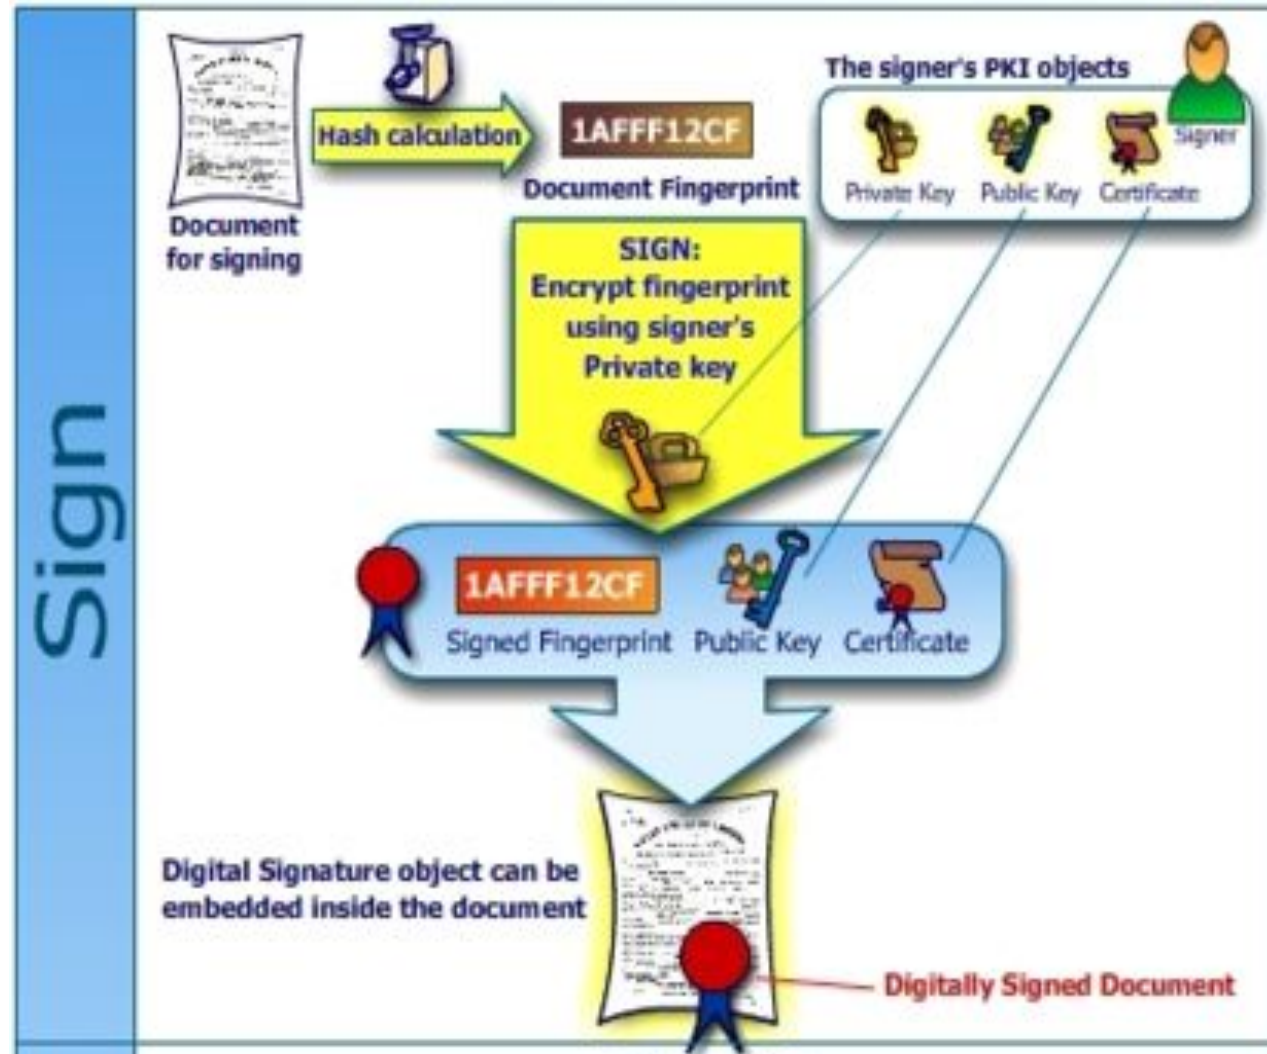 Sign
Hash calculation
1AFFF12CF
Document Fingerprint
Document
for signing
The signer's PKI objects
Signer
Private Key
Public Key
Certificate
SIGN:
Encrypt fingerprint
using signer's
Private key
1AFFF12CF
Signed Fingerprint
Public Key
Certificate
Digital Signature object can be
embedded inside the document
Digitally Signed Document